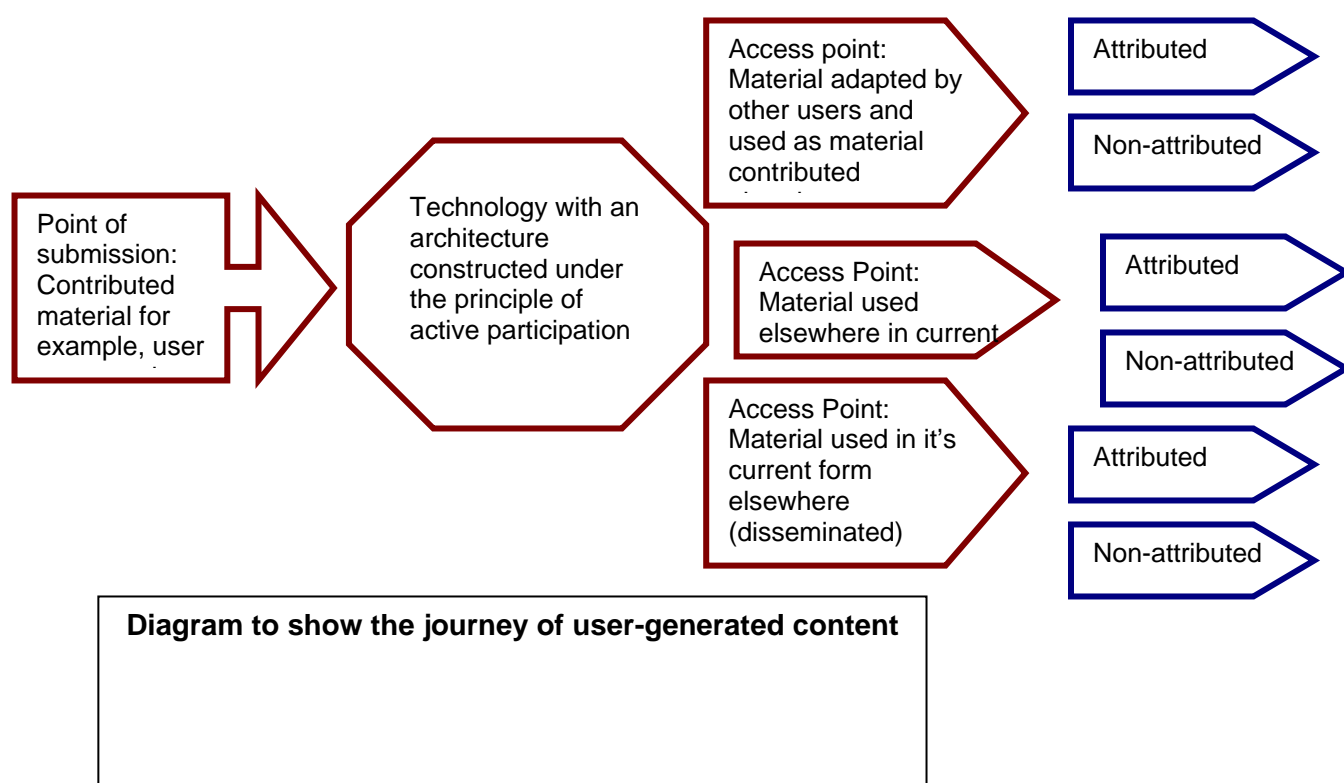 Point of
submission:
Contributed
material for
example, user
Technology with an
architecture
constructed under
the principle of
active participation
Access point:
Material adapted by
other users and
used as material
contributed
Attributed
Non-attributed
Access Point:
Material used
elsewhere in current
Attributed
Non-attributed
Access Point:
Material used in it's
current form
elsewhere
(disseminated)
Attributed
Non-attributed
Diagram to show the journey of user-generated content